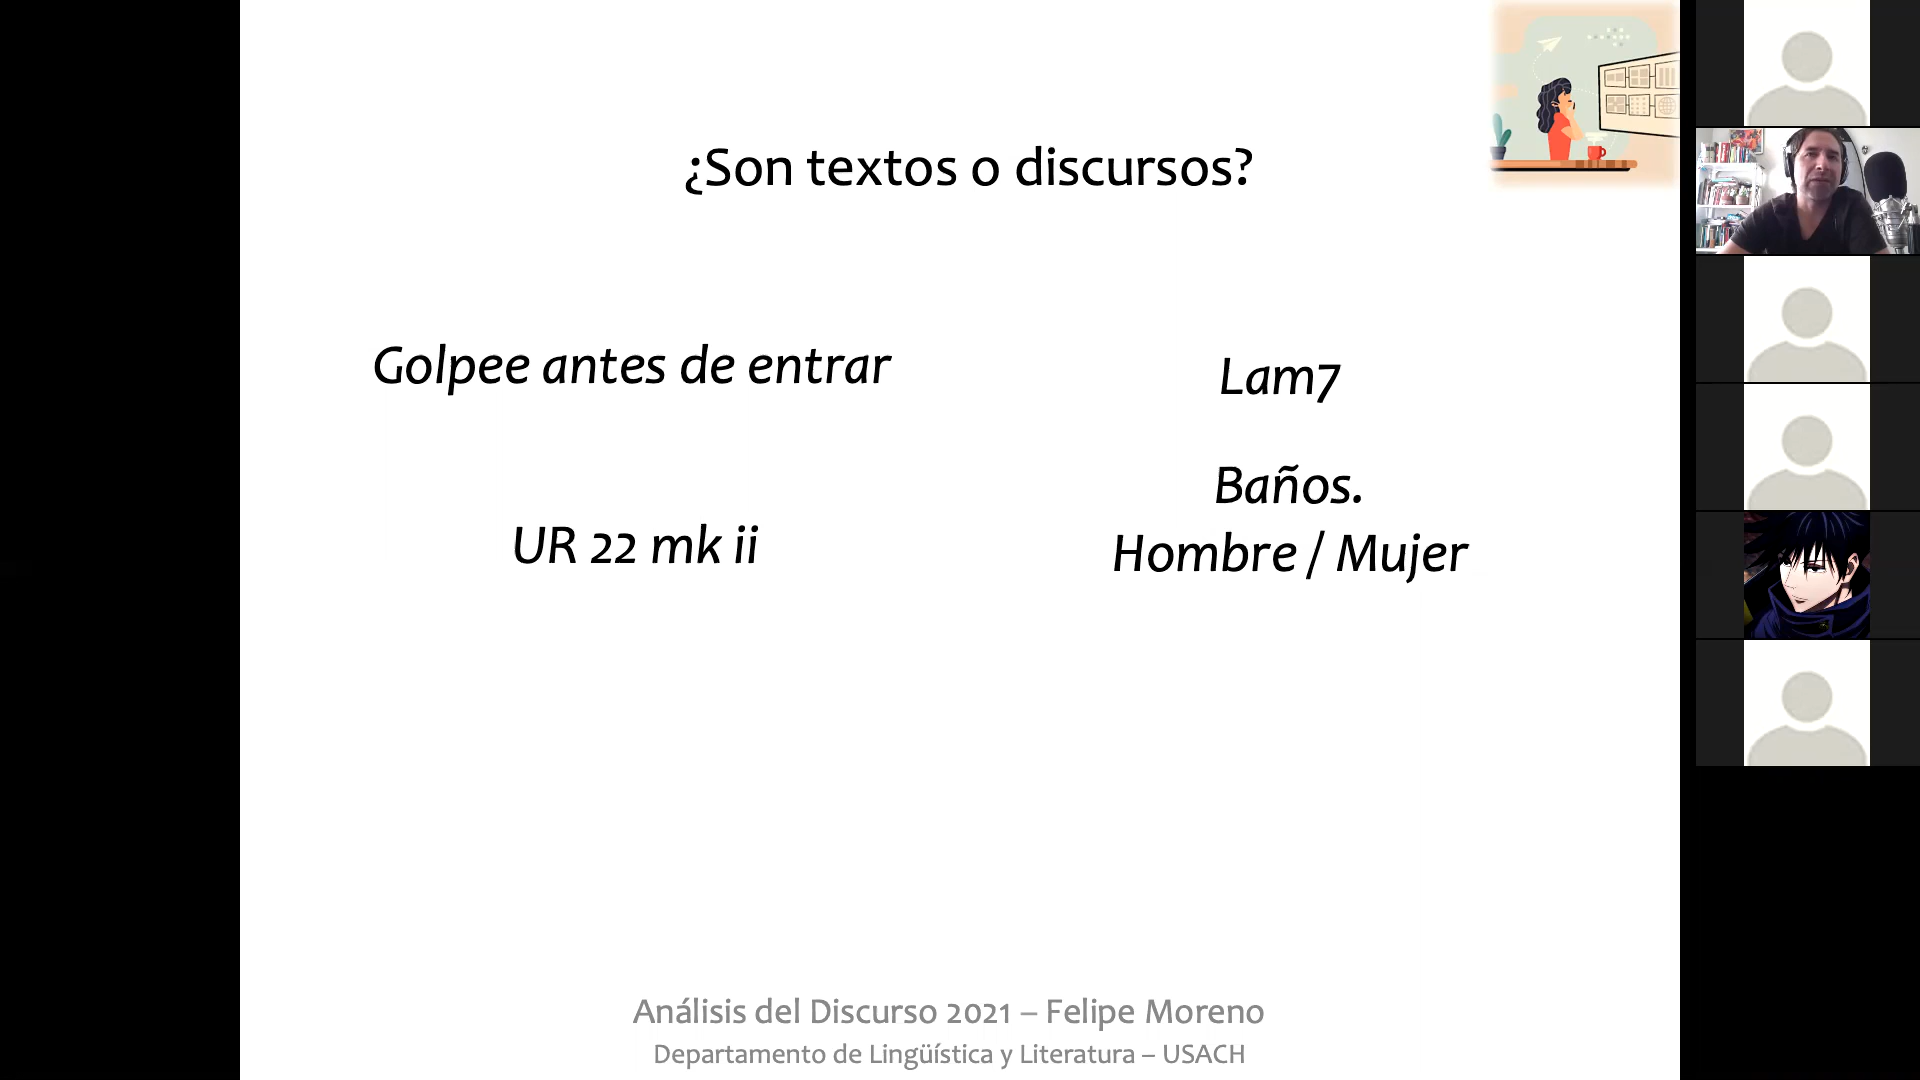 ¿Son textos o discursos?
Golpee antes de entrar
Lam7
UR 22 mk ii
Baños.
Hombre / Mujer
Análisis del Discurso 2021 – Felipe Moreno
Departamento de Lingüística y Literatura – USACH